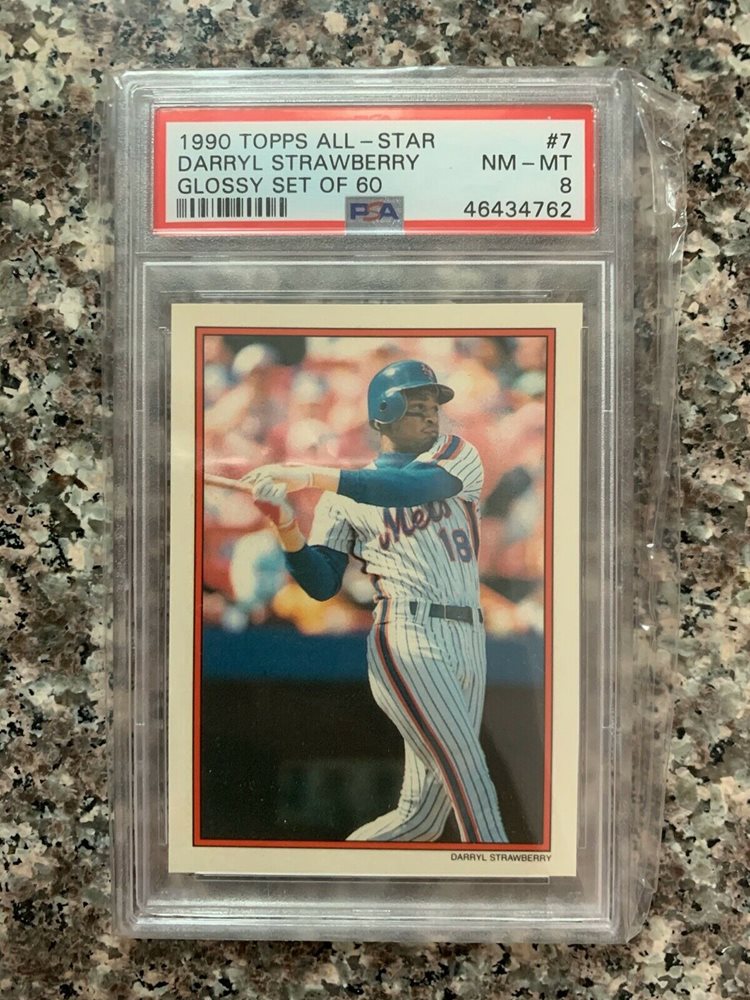 1990 TOPPS ALL-STAR #7
DARRYL STRAWBERRY NM-MT
GLOSSY SET OF 60 8
PSA 46434762
Mets
18
DARRYL STRAWBERRY